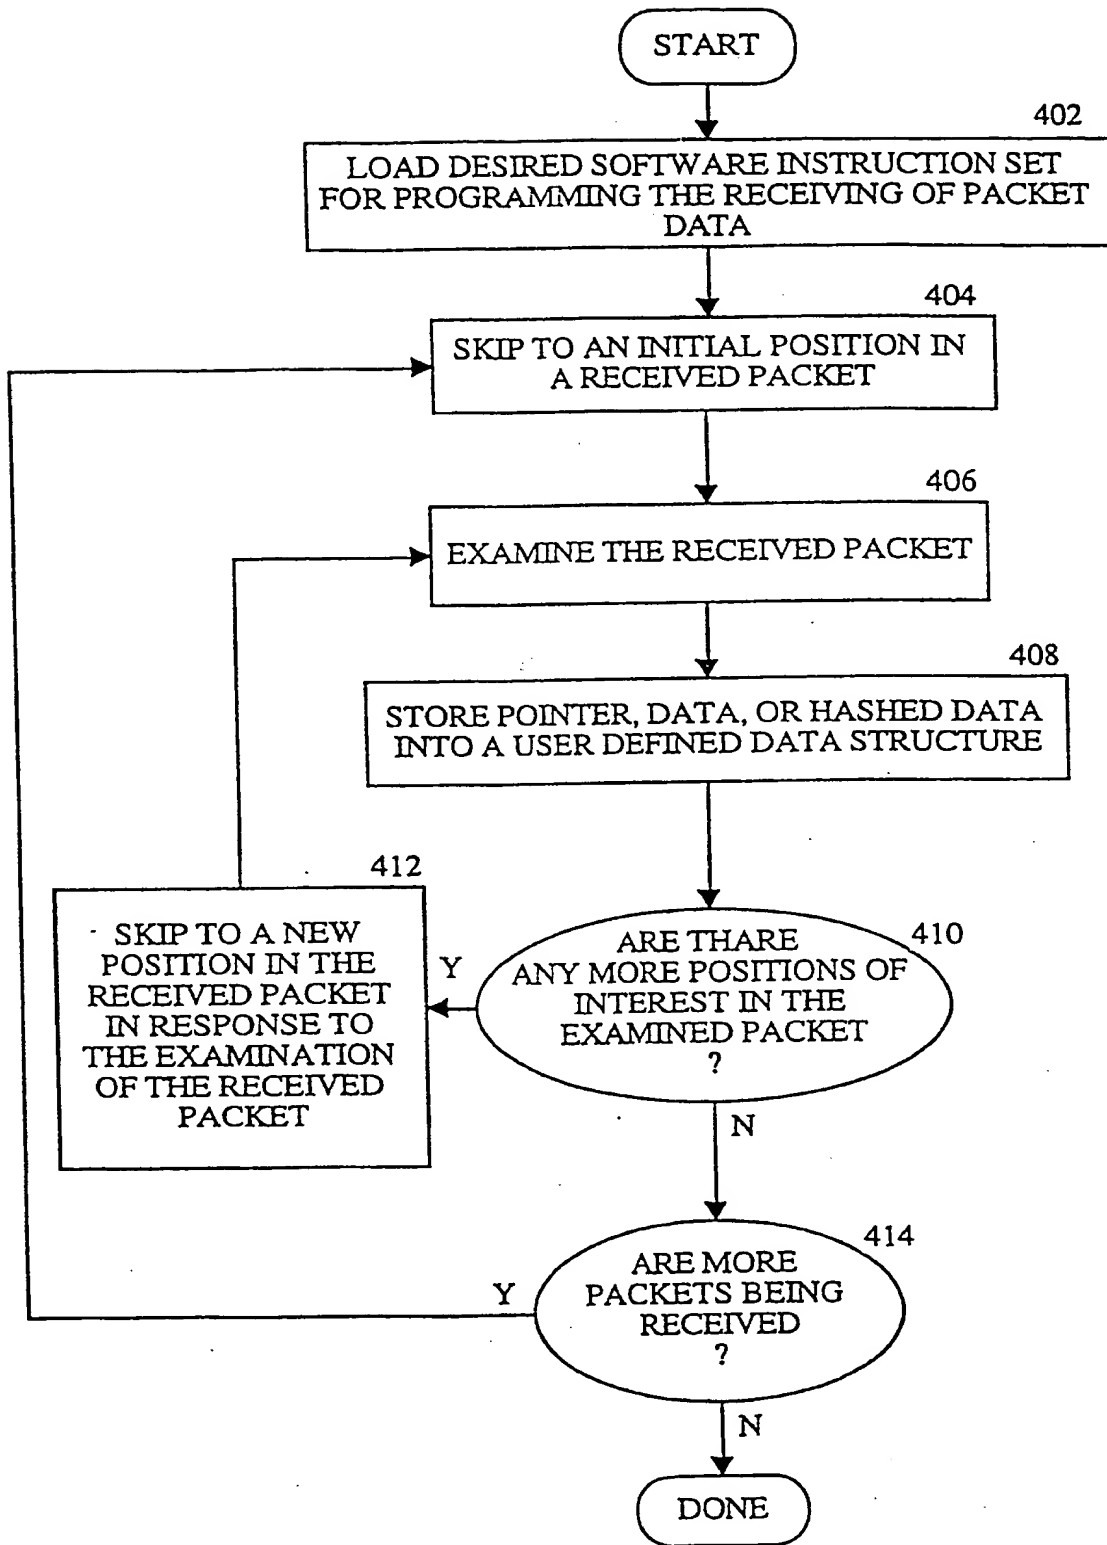 START
402
LOAD DESIRED SOFTWARE INSTRUCTION SET
FOR PROGRAMMING THE RECEIVING OF PACKET
DATA
404
SKIP TO AN INITIAL POSITION IN
A RECEIVED PACKET
406
EXAMINE THE RECEIVED PACKET
408
STORE POINTER, DATA, OR HASHED DATA
INTO A USER DEFINED DATA STRUCTURE
412
SKIP TO A NEW
POSITION IN THE
RECEIVED PACKET
IN RESPONSE TO
THE EXAMINATION
OF THE RECEIVED
PACKET
Y
410
ARE THARE
ANY MORE POSITIONS OF
INTEREST IN THE
EXAMINED PACKET
?
N
414
ARE MORE
PACKETS BEING
RECEIVED
?
Y
N
DONE